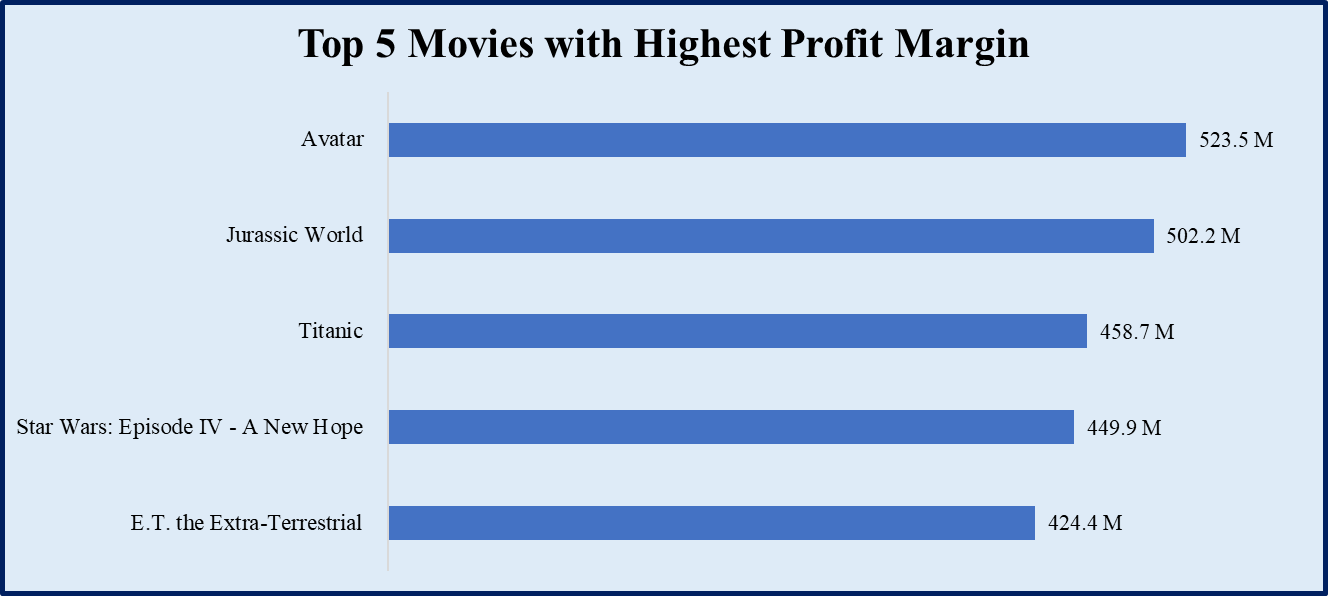 Top 5 Movies with Highest Profit Margin
Avatar
523.5 M
Jurassic World
502.2 M
Titanic
458.7 M
Star Wars: Episode IV - A New Hope
449.9 M
E.T. the Extra-Terrestrial
424.4 M